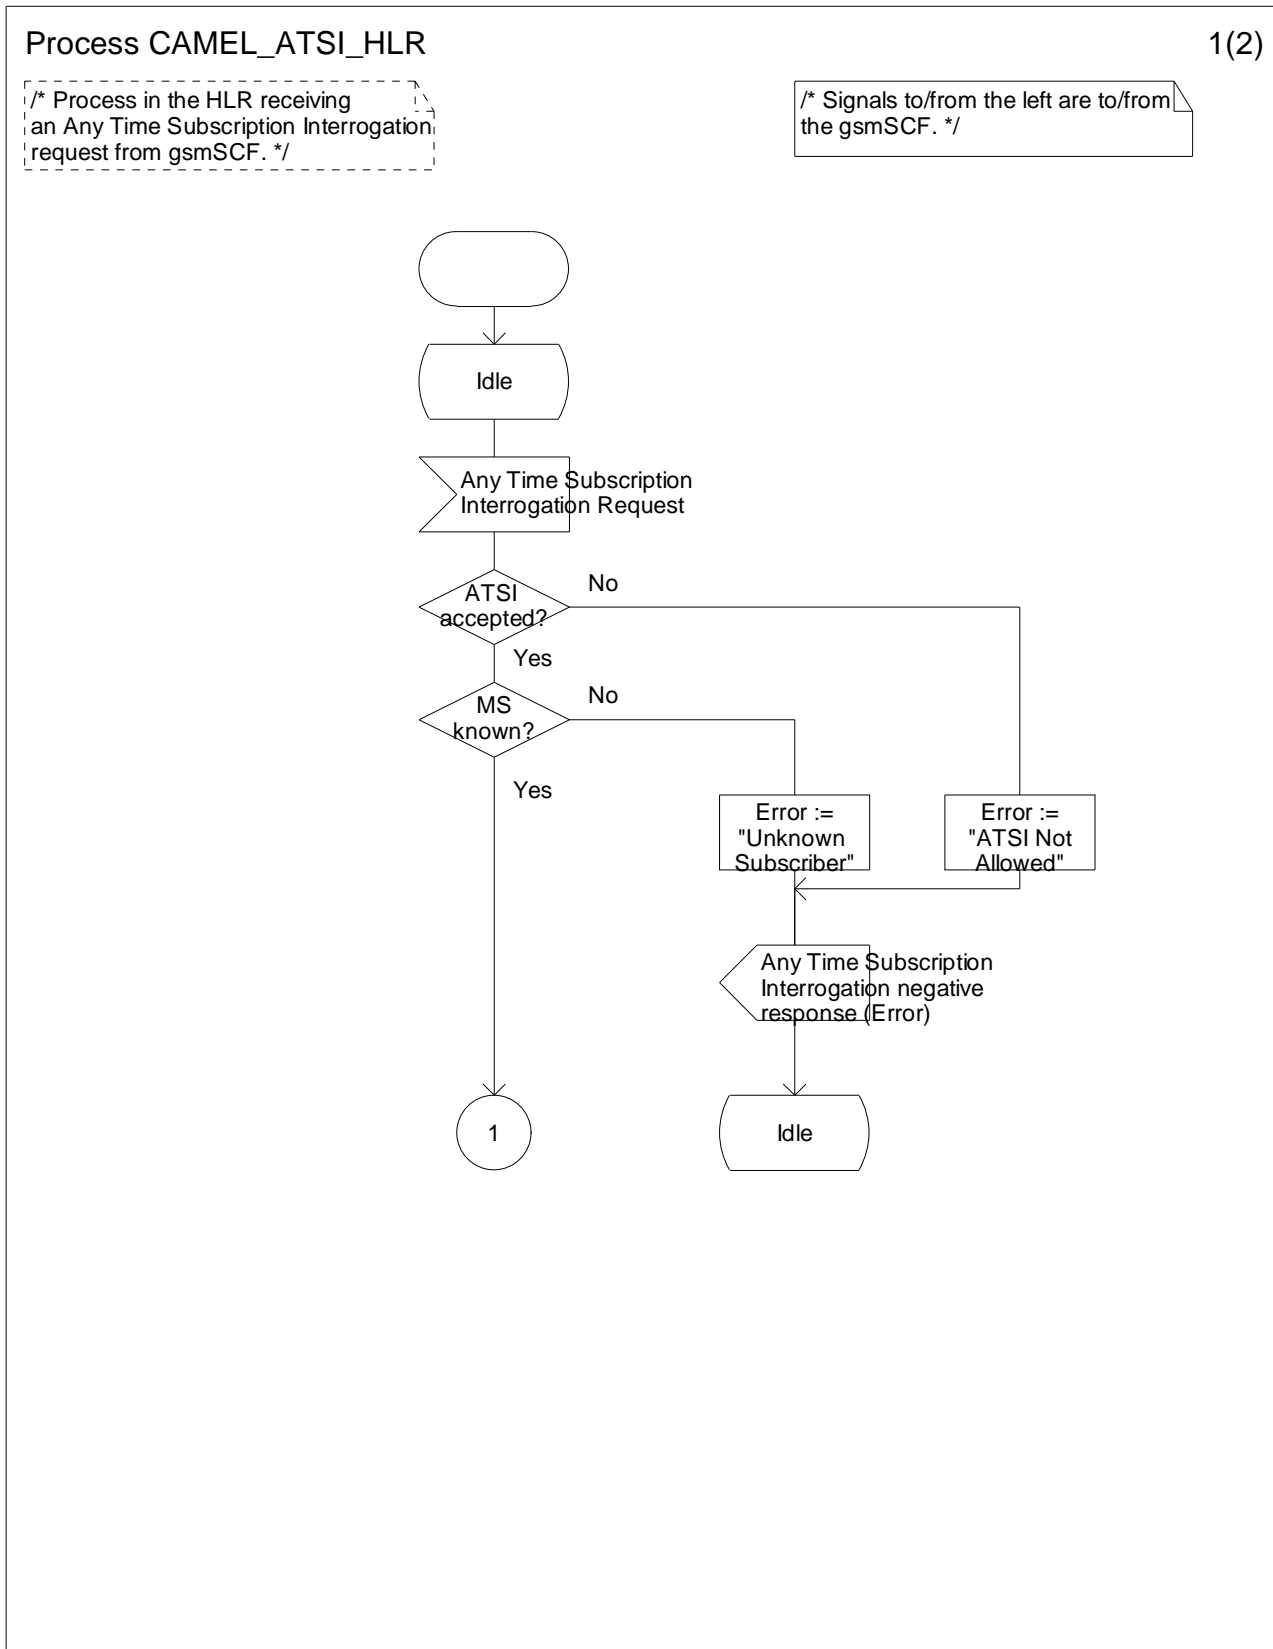 Process CAMEL_ATSI_HLR
1(2)
/* Process in the HLR receiving
an Any Time Subscription Interrogation
request from gsmSCF. */
/* Signals to/from the left are to/from
the gsmSCF. */
Idle
Any Time Subscription
Interrogation Request
ATSI
accepted?
No
Yes
MS
known?
No
Yes
Error :=
"Unknown
Subscriber"
Error :=
"ATSI Not
Allowed"
Any Time Subscription
Interrogation negative
response (Error)
1
Idle